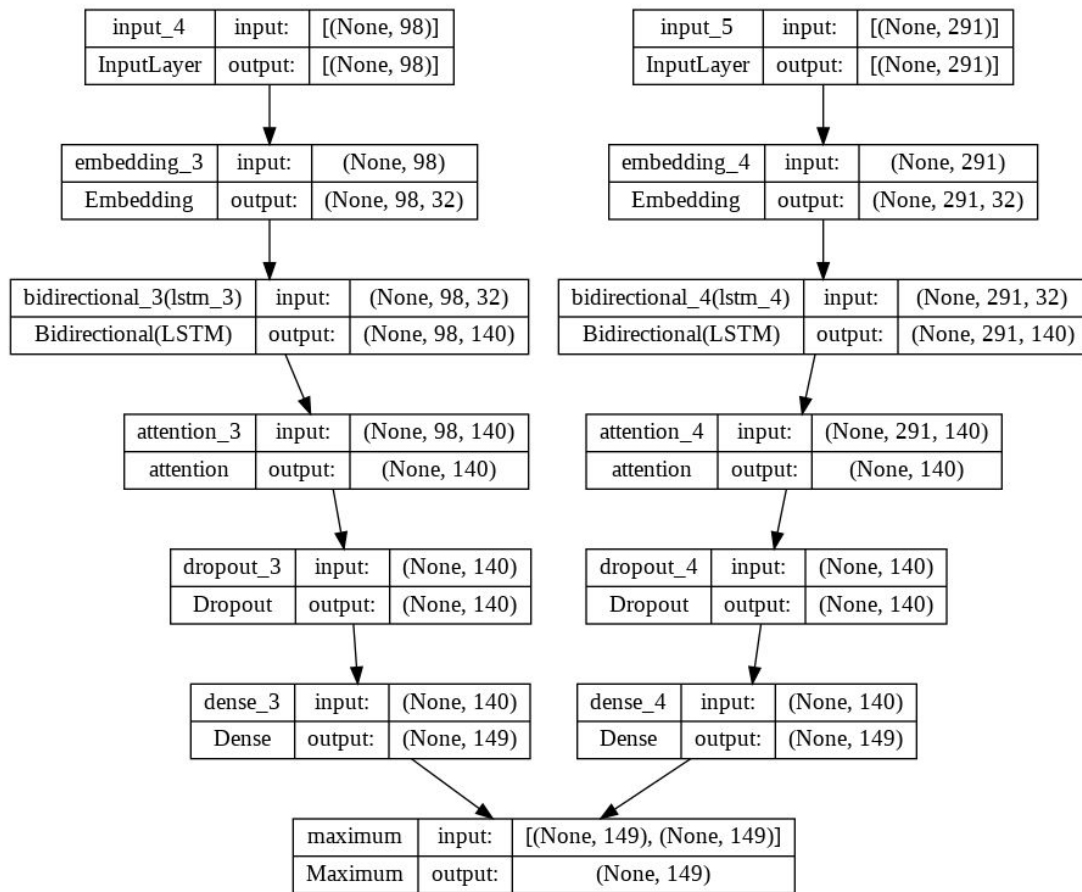 input_4 input: [(None, 98)]
InputLayer output: [(None, 98)]
input_5 input: [(None, 291)]
InputLayer output: [(None, 291)]
embedding_3 input: (None, 98)
Embedding output: (None, 98, 32)
embedding_4 input: (None, 291)
Embedding output: (None, 291, 32)
bidirectional_3(lstm_3) input: (None, 98, 32)
Bidirectional(LSTM) output: (None, 98, 140)
bidirectional_4(lstm_4) input: (None, 291, 32)
Bidirectional(LSTM) output: (None, 291, 140)
attention_3 input: (None, 98, 140)
attention output: (None, 140)
attention_4 input: (None, 291, 140)
attention output: (None, 140)
dropout_3 input: (None, 140)
Dropout output: (None, 140)
dropout_4 input: (None, 140)
Dropout output: (None, 140)
dense_3 input: (None, 140)
Dense output: (None, 149)
dense_4 input: (None, 140)
Dense output: (None, 149)
maximum input: [(None, 149), (None, 149)]
Maximum output: (None, 149)